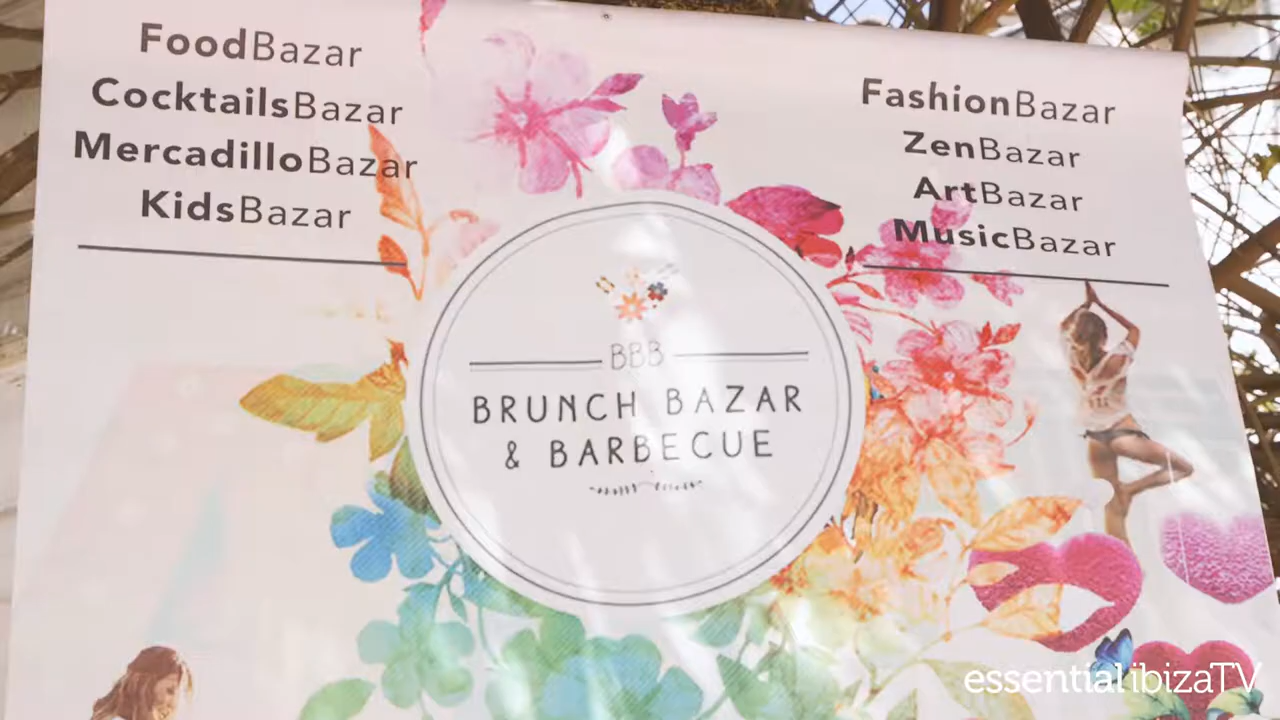 FoodBazar
CocktailsBazar
MercadilloBazar
KidsBazar
FashionBazar
ZenBazar
ArtBazar
MusicBazar
BBB
BRUNCH BAZAR
& BARBECUE
essentialibizaTV